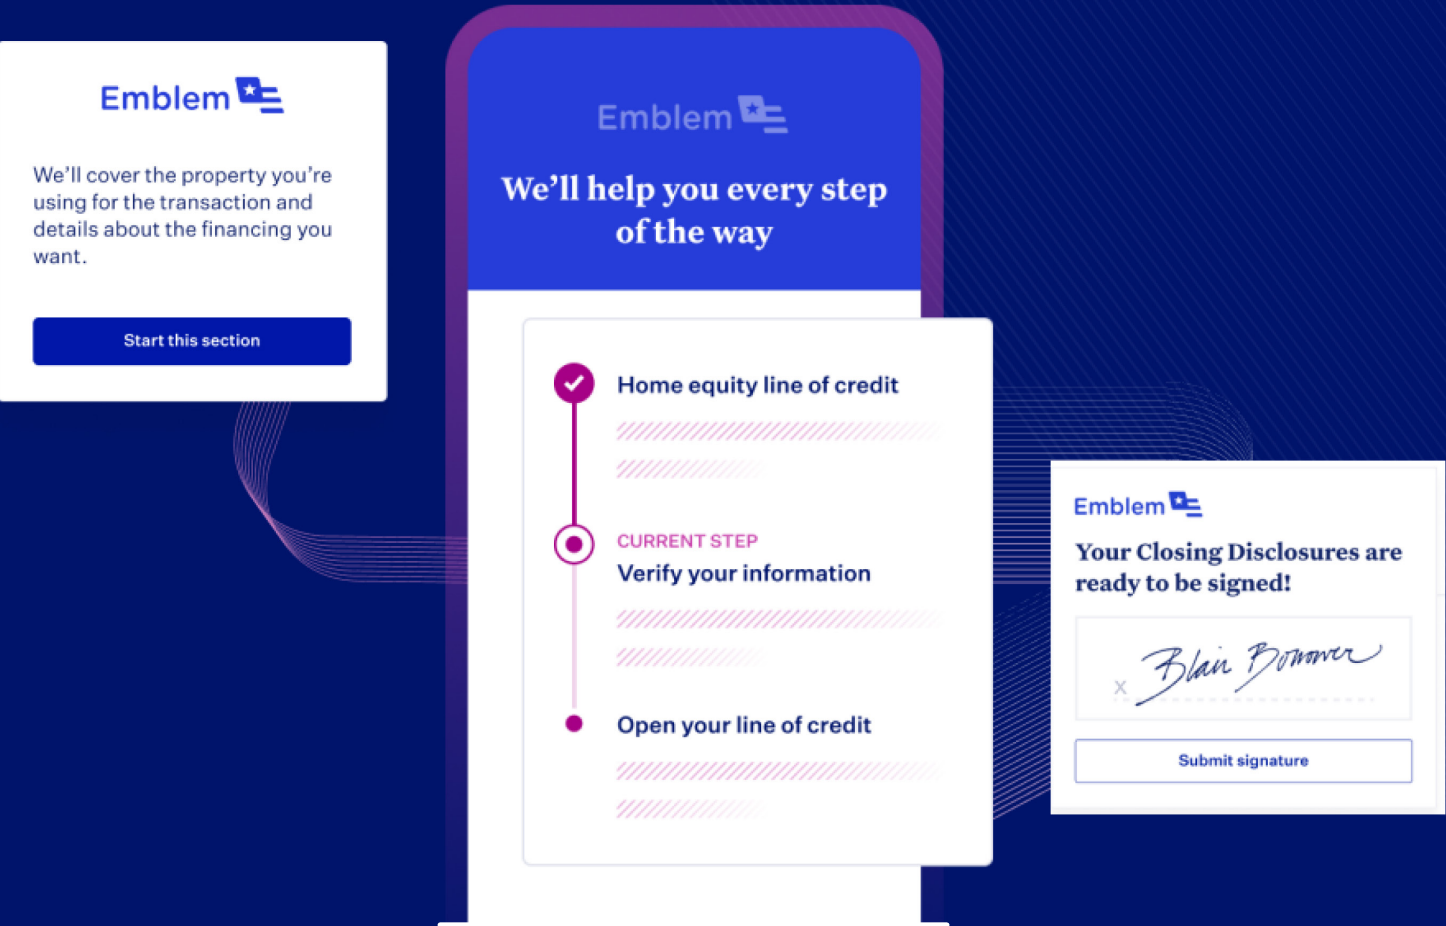 Emblem
We’ll cover the property you’re
using for the transaction and
details about the financing you
want.
Start this section
Emblem
We’ll help you every step
of the way
Home equity line of credit
CURRENT STEP
Verify your information
Open your line of credit
Emblem
Your Closing Disclosures are
ready to be signed!
x Blair Borrower
Submit signature